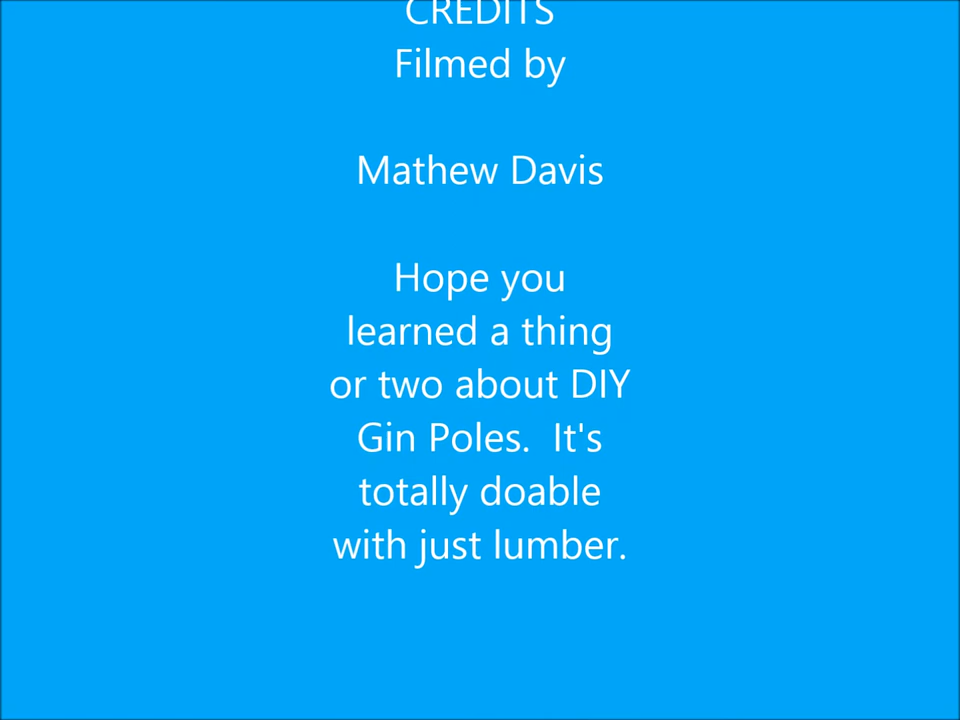 CREDITS
Filmed by
Mathew Davis
Hope you
learned a thing
or two about DIY
Gin Poles.  It's
totally doable
with just lumber.